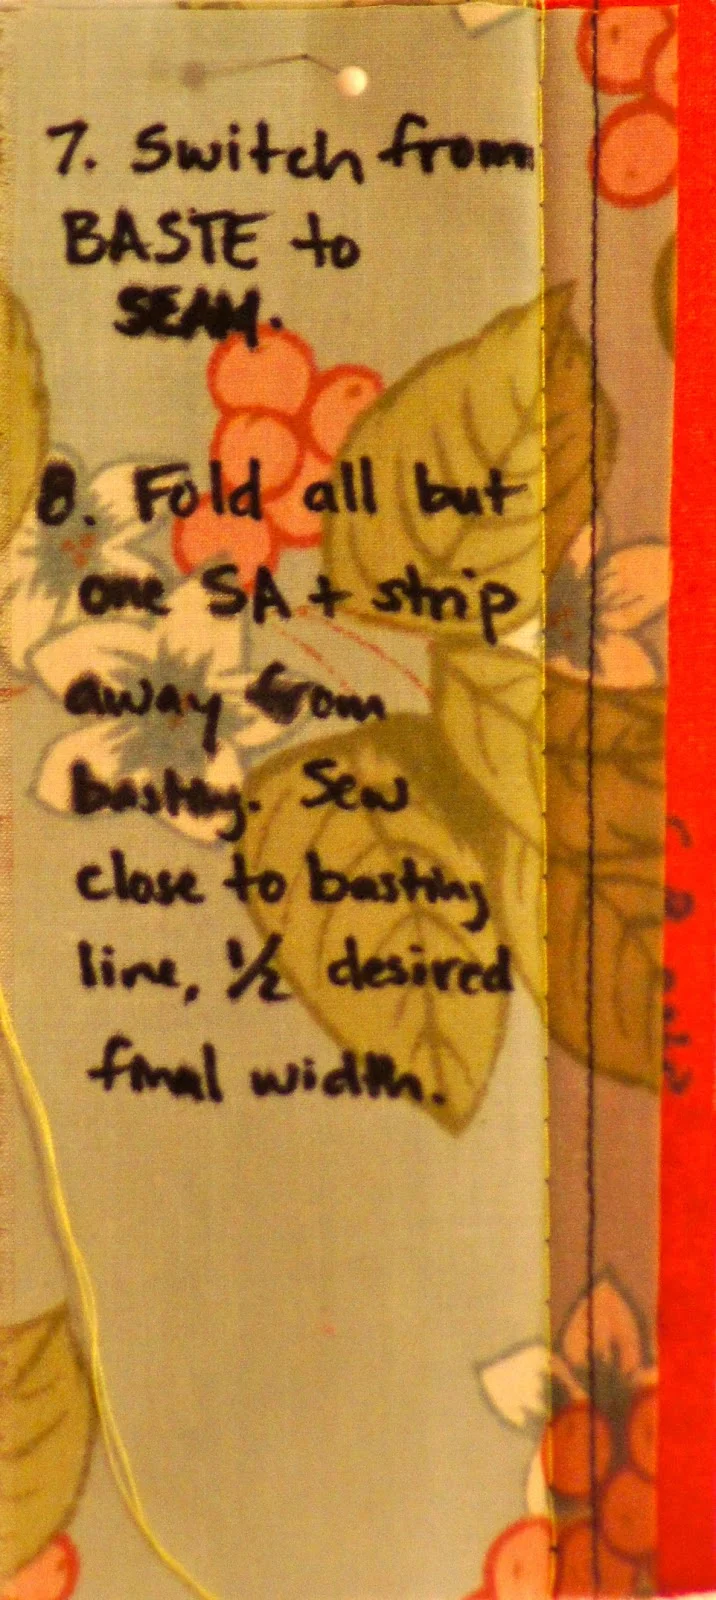 7. Switch from
BASTE to
SEAM.
8. Fold all but
one SA + strip
away from
basting. Sew
close to basting
line, 1/2 desired
final width.